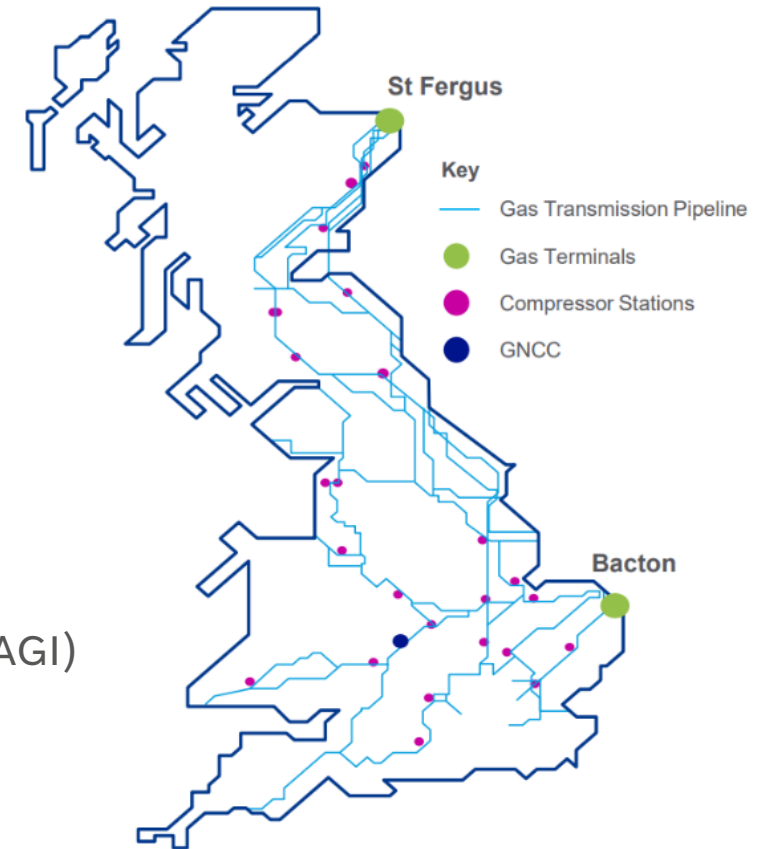 St Fergus
Key
Gas Transmission Pipeline
Gas Terminals
Compressor Stations
GNCC
Bacton
AGI)